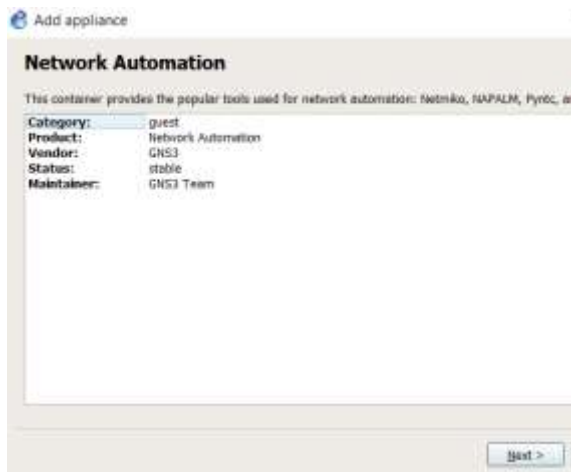 Add appliance
Network Automation
This container provides the popular tools used for network automation: Netmiko, NAPALM, Pyntc,
Category: guest
Product: Network Automation
Vendor: GNS3
Status: stable
Maintainer: GNS3 Team
Next >